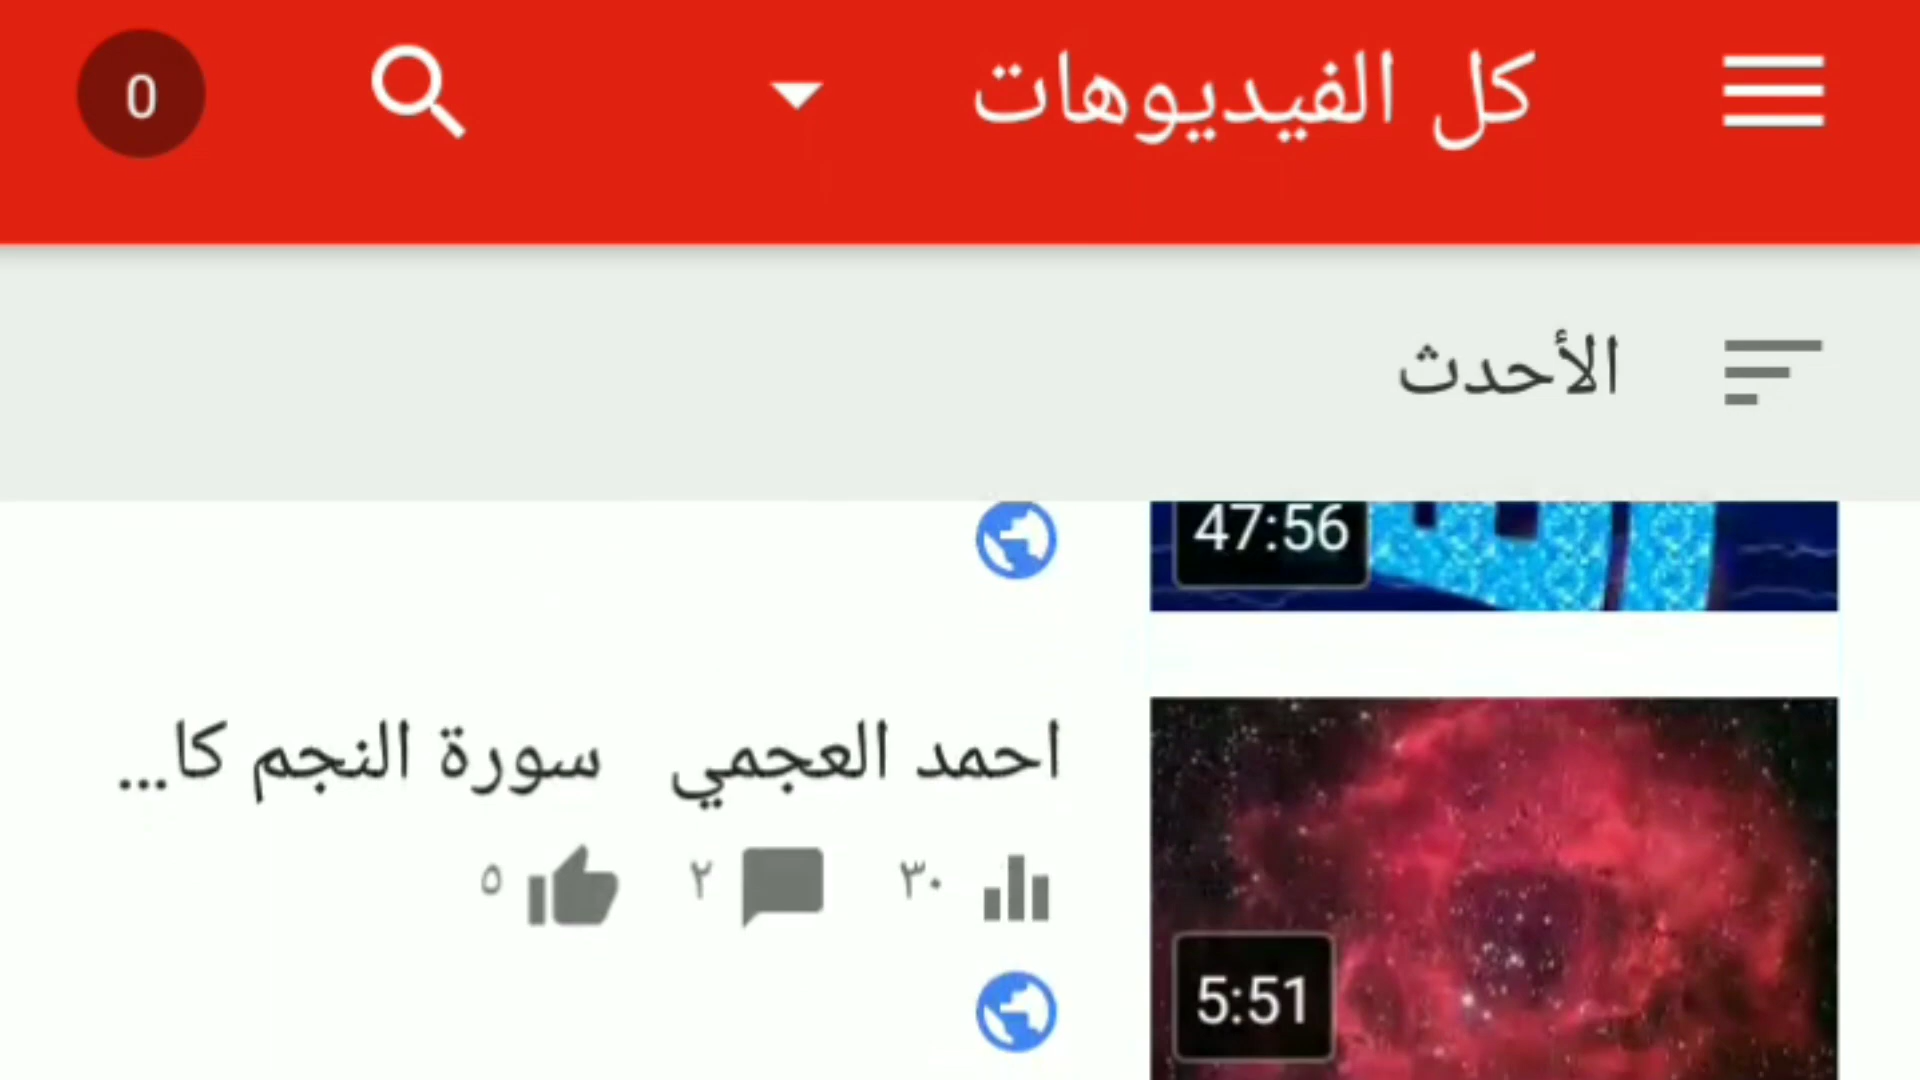 كل الفيديوهات
0
الأحدث
47:56
احمد العجمي سورة النجم كا...
٣٠ ٢ ٥
5:51